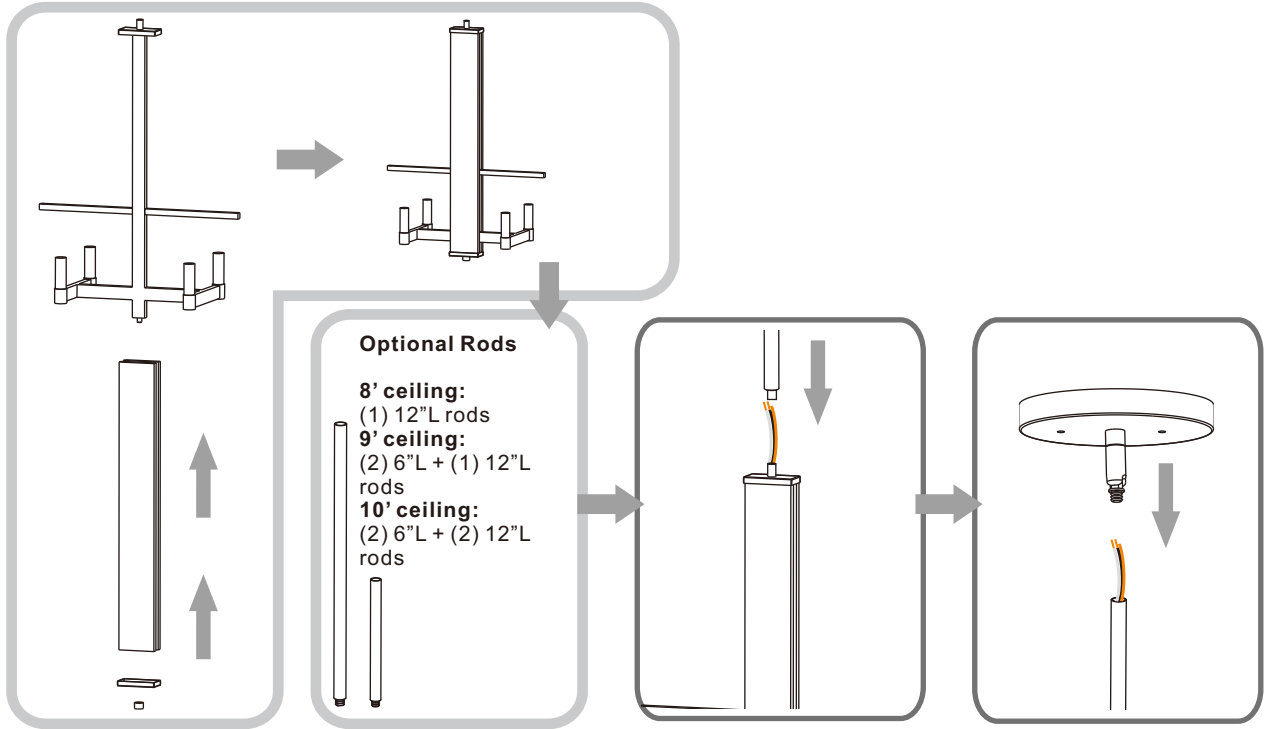 Optional Rods
8’ ceiling:
(1) 12”L rods
9’ ceiling:
(2) 6”L + (1) 12”L
rods
10’ ceiling:
(2) 6”L + (2) 12”L
rods